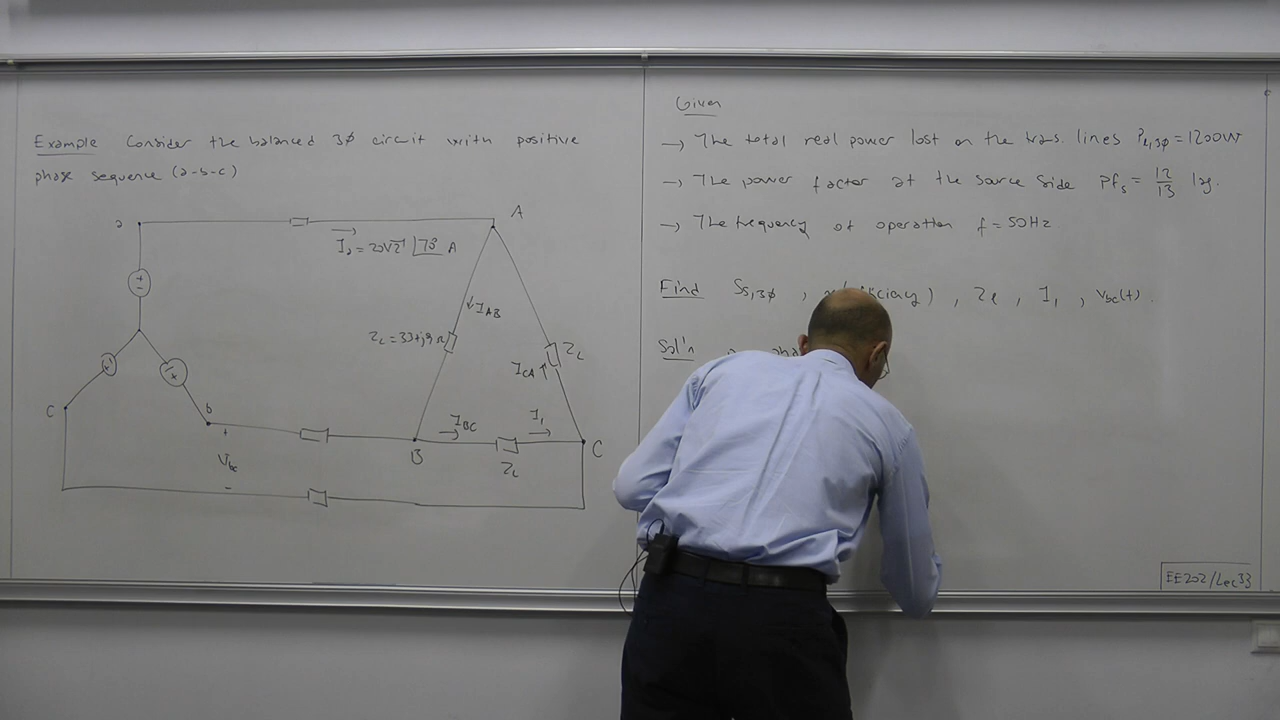 Example Consider the balanced 3φ circuit with positive
phase sequence (a-b-c)
a
A
I_a = 20√2 ∠78 A
I_AB
Z_L = 33+j9 Ω
Z_L
I_CA
C
b
+
V_bc
-
B
I_BC
I_1
Z_L
C
Given
→ The total real power lost on the trans. lines P_l,3φ = 1200W
→ The power factor at the source side pf_s = 12/13 lag.
→ The frequency of operation f = 50Hz.
Find S_s,3φ , , Z_l , I_1 , v_bc(t).
Sol'n
EE202/Lec33